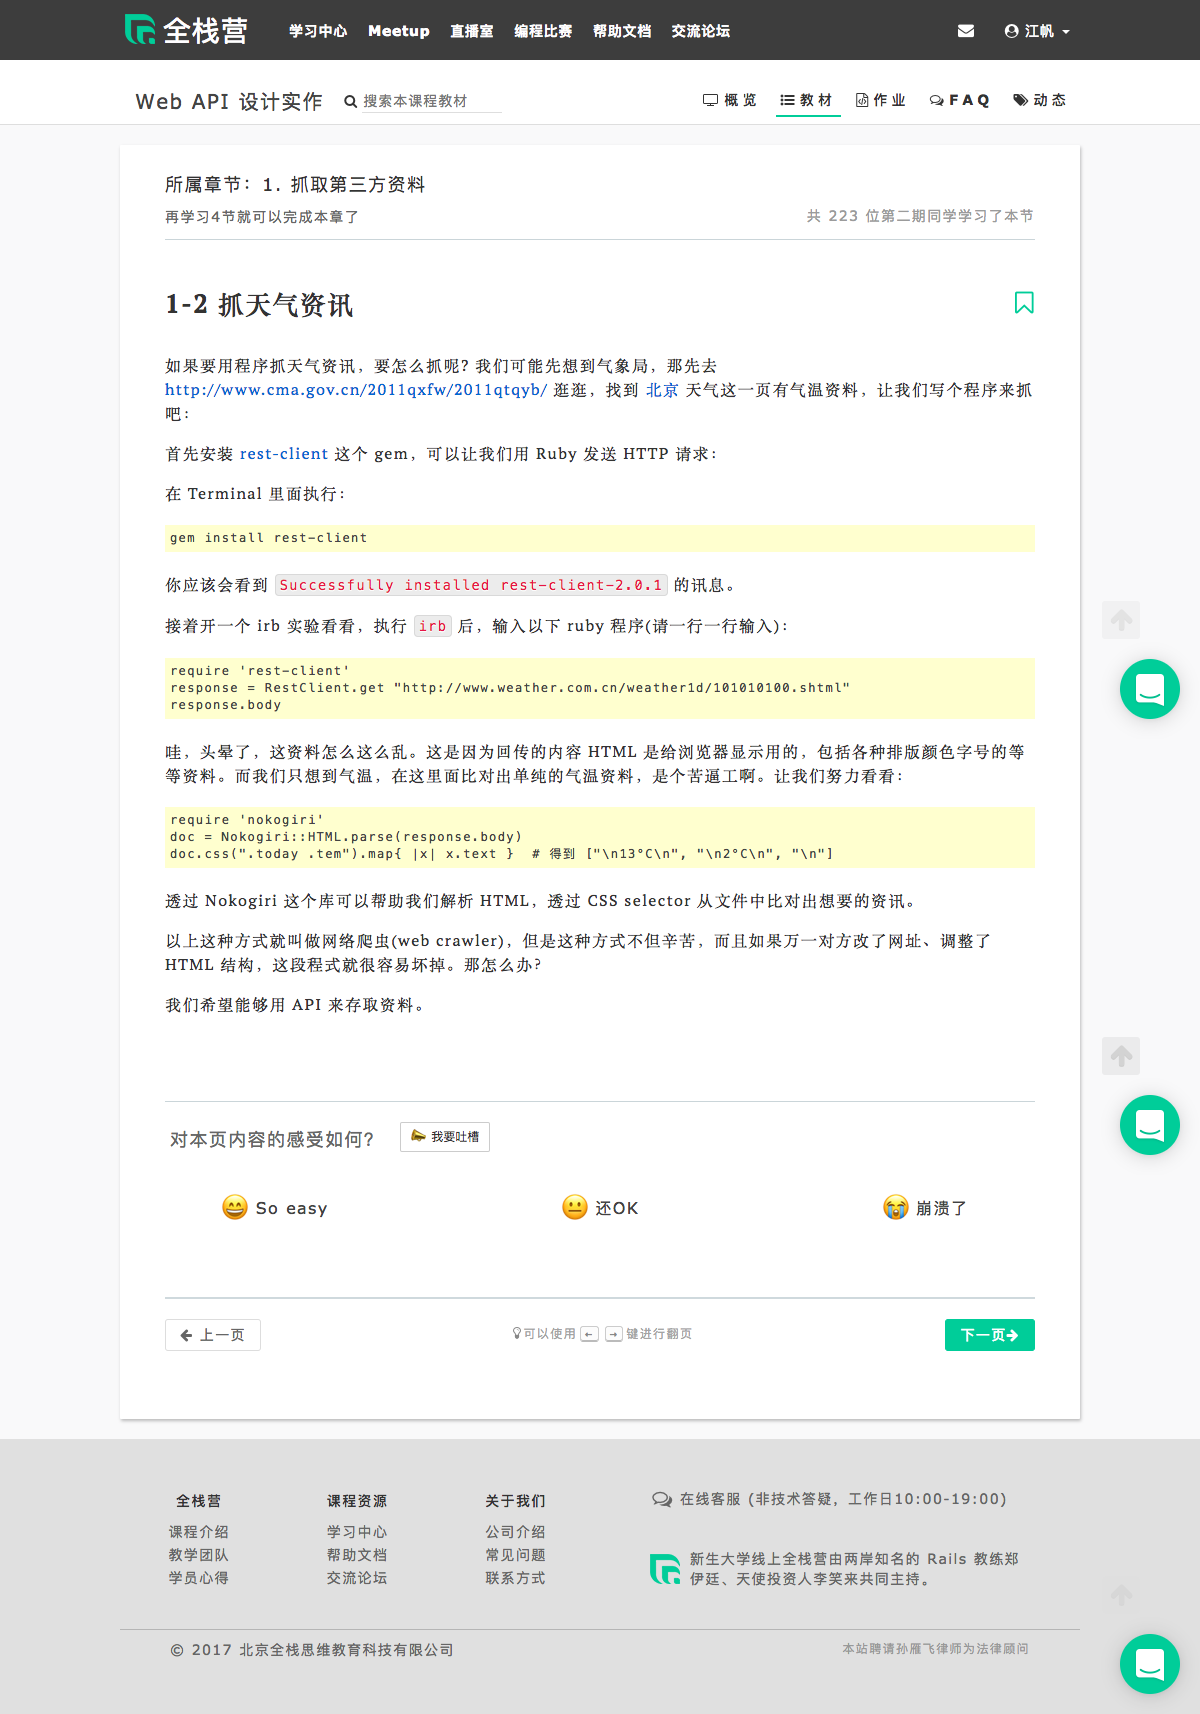 全栈营 学习中心 Meetup 直播室 编程比赛 帮助文档 交流论坛 江帆
Web API 设计实作 搜索本课程教材 概览 教材 作业 FAQ 动态
所属章节：1. 抓取第三方资料
再学习4节就可以完成本章了 共 223 位第二期同学学习了本节
1-2 抓天气资讯
如果要用程序抓天气资讯，要怎么抓呢? 我们可能先想到气象局，那先去
http://www.cma.gov.cn/2011qxfw/2011qtqyb/ 逛逛，找到 北京 天气这一页有气温资料，让我们写个程序来抓
吧：
首先安装 rest-client 这个 gem，可以让我们用 Ruby 发送 HTTP 请求：
在 Terminal 里面执行：
gem install rest-client
你应该会看到 Successfully installed rest-client-2.0.1 的讯息。
接着开一个 irb 实验看看，执行 irb 后，输入以下 ruby 程序(请一行一行输入)：
require 'rest-client'
response = RestClient.get "http://www.weather.com.cn/weather1d/101010100.shtml"
response.body
哇，头晕了，这资料怎么这么乱。这是因为回传的内容 HTML 是给浏览器显示用的，包括各种排版颜色字号的等
等资料。而我们只想到气温，在这里面比对出单纯的气温资料，是个苦逼工啊。让我们努力看看：
require 'nokogiri'
doc = Nokogiri::HTML.parse(response.body)
doc.css(".today .tem").map{ |x| x.text }  # 得到 ["\n13°C\n", "\n2°C\n", "\n"]
透过 Nokogiri 这个库可以帮助我们解析 HTML，透过 CSS selector 从文件中比对出想要的资讯。
以上这种方式就叫做网络爬虫(web crawler)，但是这种方式不但辛苦，而且如果万一对方改了网址、调整了
HTML 结构，这段程式就很容易坏掉。那怎么办?
我们希望能够用 API 来存取资料。
对本页内容的感受如何? 我要吐槽
So easy 还OK 崩溃了
上一页 可以使用 ← → 键进行翻页 下一页
全栈营 课程资源 关于我们 在线客服 (非技术答疑，工作日10:00-19:00)
课程介绍 学习中心 公司介绍
教学团队 帮助文档 常见问题 新生大学线上全栈营由两岸知名的 Rails 教练郑
学员心得 交流论坛 联系方式 伊廷、天使投资人李笑来共同主持。
© 2017 北京全栈思维教育科技有限公司 本站聘请孙雁飞律师为法律顾问